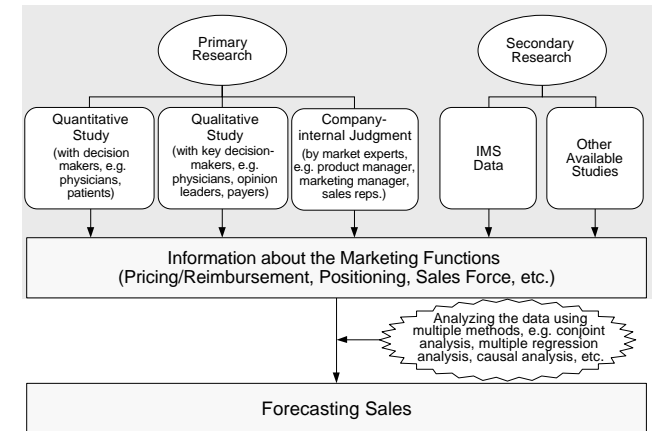 Primary
Research
Secondary
Research
Quantitative
Study
(with decision
makers, e.g.
physicians,
patients)
Qualitative
Study
(with key decision-
makers, e.g.
physicians, opinion
leaders, payers)
Company-
internal Judgment
(by market experts,
e.g. product manager,
marketing manager,
sales reps.)
IMS
Data
Other
Available
Studies
Information about the Marketing Functions
(Pricing/Reimbursement, Positioning, Sales Force, etc.)
Analyzing the data using
multiple methods, e.g. conjoint
analysis, multiple regression
analysis, causal analysis, etc.
Forecasting Sales